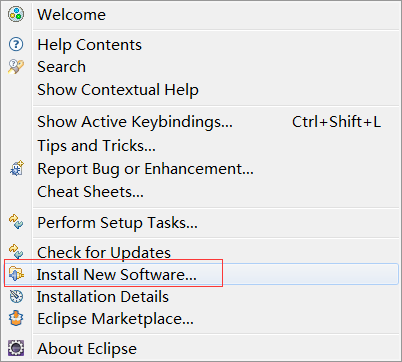 Welcome
Help Contents
Search
Show Contextual Help
Show Active Keybindings... Ctrl+Shift+L
Tips and Tricks...
Report Bug or Enhancement...
Cheat Sheets...
Perform Setup Tasks...
Check for Updates
Install New Software...
Installation Details
Eclipse Marketplace...
About Eclipse